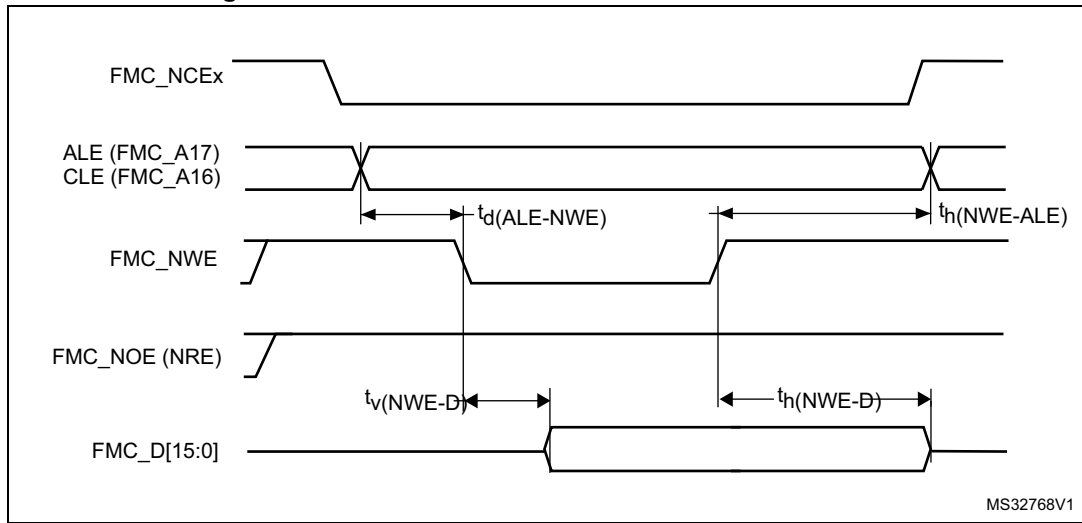 FMC_NCEx
ALE (FMC_A17)
CLE (FMC_A16)
td(ALE-NWE)
th(NWE-ALE)
FMC_NWE
FMC_NOE (NRE)
tv(NWE-D)
th(NWE-D)
FMC_D[15:0]
MS32768V1